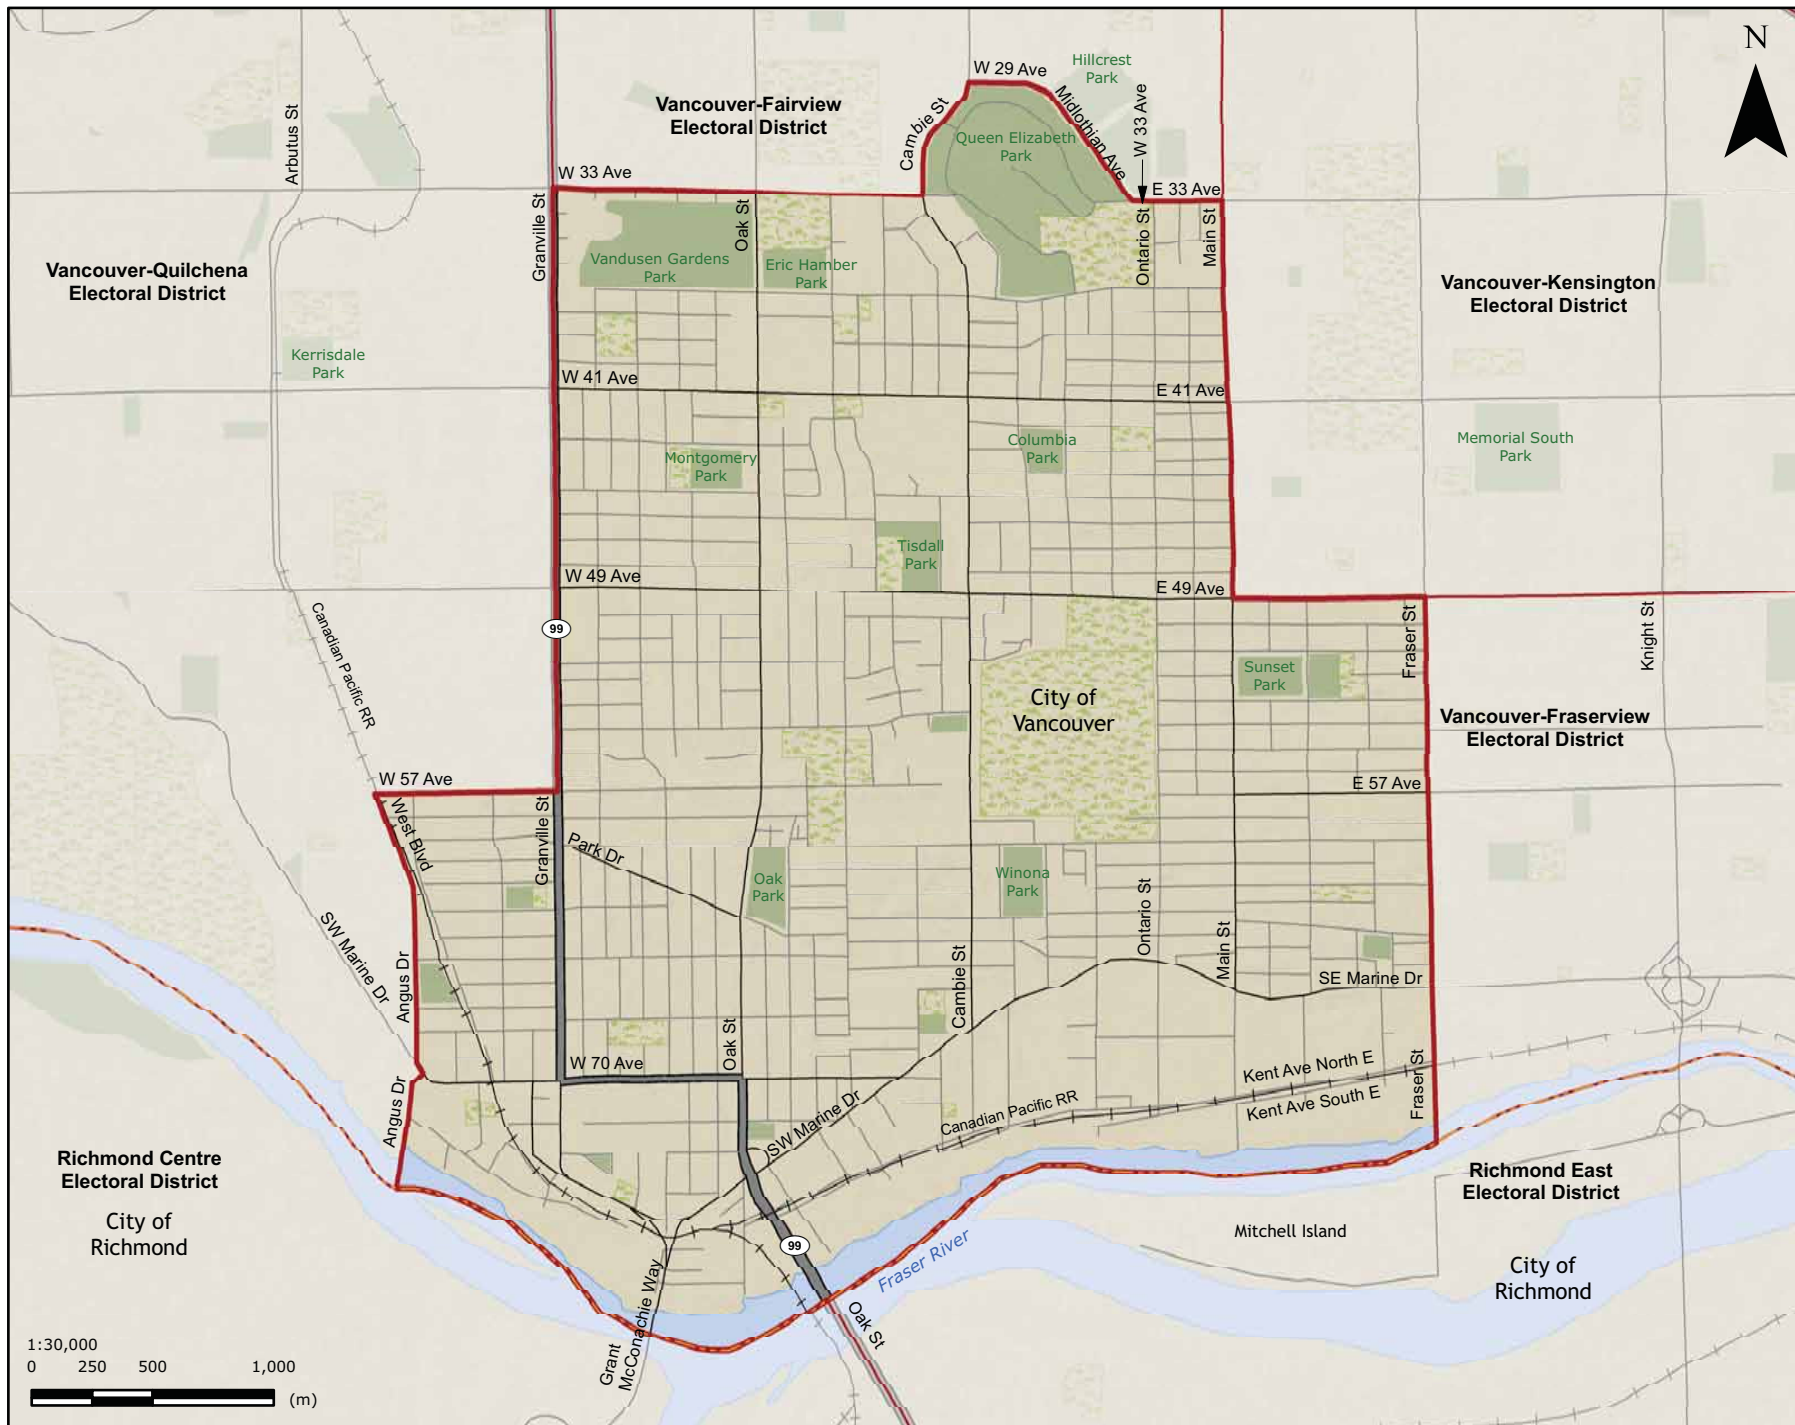 N
W 29 Ave
Hillcrest
Park
Vancouver-Fairview
Electoral District
Arbutus St
Cambie St
Midlothian Ave
W 33 Ave
Queen Elizabeth
Park
W 33 Ave
E 33 Ave
Granville St
Oak St
Ontario St
Main St
Vancouver-Quilchena
Electoral District
Vandusen Gardens
Park
Eric Hamber
Park
Vancouver-Kensington
Electoral District
Kerrisdale
Park
W 41 Ave
E 41 Ave
Montgomery
Park
Columbia
Park
Memorial South
Park
Tisdall
Park
W 49 Ave
E 49 Ave
99
Canadian Pacific RR
Fraser St
Knight St
Sunset
Park
City of
Vancouver
Vancouver-Fraserview
Electoral District
W 57 Ave
E 57 Ave
West Blvd
Granville St
Park Dr
Oak
Park
Winona
Park
SW Marine Dr
Angus Dr
Cambie St
Ontario St
Main St
SE Marine Dr
Oak St
W 70 Ave
Angus Dr
SW Marine Dr
Canadian Pacific RR
Kent Ave North E
Kent Ave South E
Fraser St
Richmond Centre
Electoral District
City of
Richmond
Richmond East
Electoral District
Mitchell Island
City of
Richmond
99
Fraser River
Grant
McConachie Way
Oak St
1:30,000
0 250 500 1,000
(m)